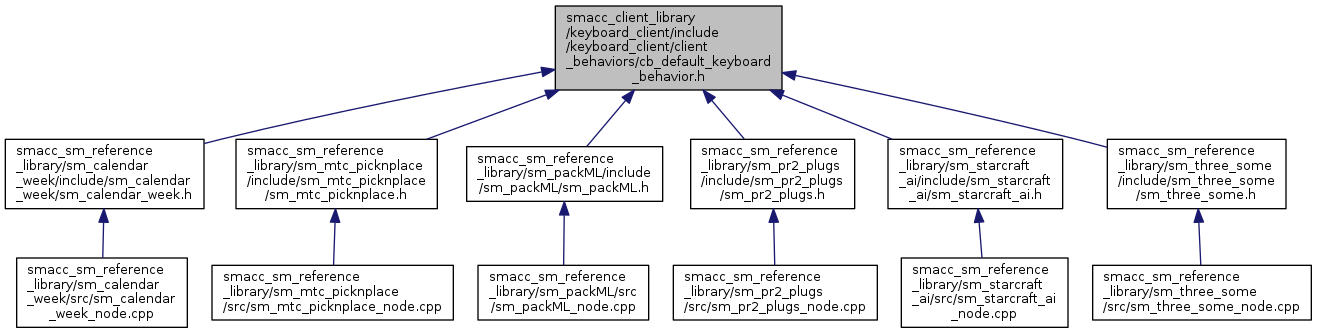 smacc_client_library
/keyboard_client/include
/keyboard_client/client
_behaviors/cb_default_keyboard
_behavior.h
smacc_sm_reference
_library/sm_calendar
_week/include/sm_calendar
_week/sm_calendar_week.h
smacc_sm_reference
_library/sm_mtc_picknplace
/include/sm_mtc_picknplace
/sm_mtc_picknplace.h
smacc_sm_reference
_library/sm_packML/include
/sm_packML/sm_packML.h
smacc_sm_reference
_library/sm_pr2_plugs
/include/sm_pr2_plugs
/sm_pr2_plugs.h
smacc_sm_reference
_library/sm_starcraft
_ai/include/sm_starcraft
_ai/sm_starcraft_ai.h
smacc_sm_reference
_library/sm_three_some
/include/sm_three_some
/sm_three_some.h
smacc_sm_reference
_library/sm_calendar
_week/src/sm_calendar
_week_node.cpp
smacc_sm_reference
_library/sm_mtc_picknplace
/src/sm_mtc_picknplace_node.cpp
smacc_sm_reference
_library/sm_packML/src
/sm_packML_node.cpp
smacc_sm_reference
_library/sm_pr2_plugs
/src/sm_pr2_plugs_node.cpp
smacc_sm_reference
_library/sm_starcraft
_ai/src/sm_starcraft_ai
_node.cpp
smacc_sm_reference
_library/sm_three_some
/src/sm_three_some_node.cpp